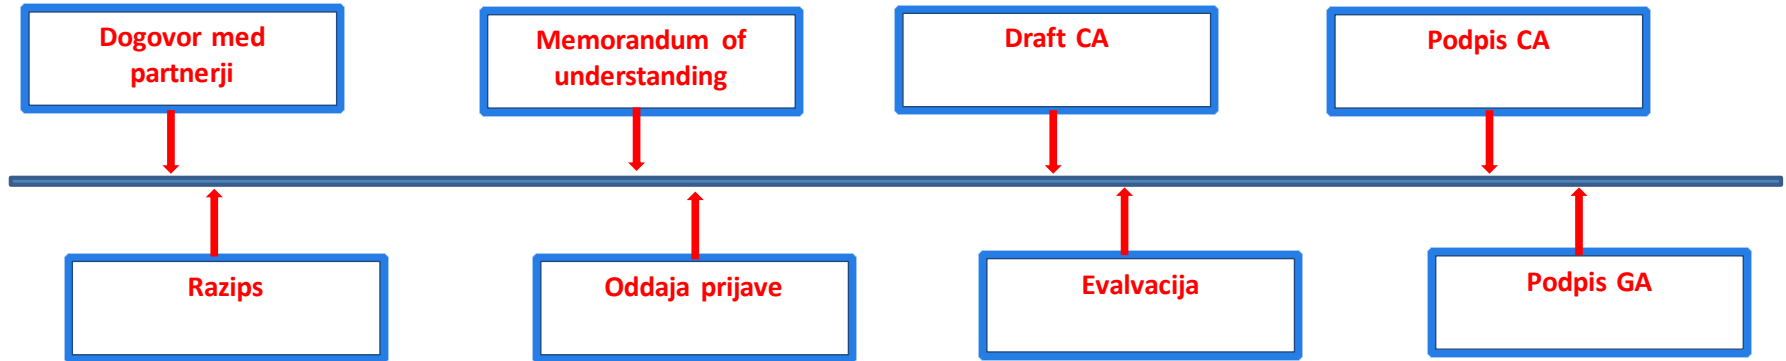 Dogovor med
partnerji
Memorandum of
understanding
Draft CA
Podpis CA
Razips
Oddaja prijave
Evalvacija
Podpis GA